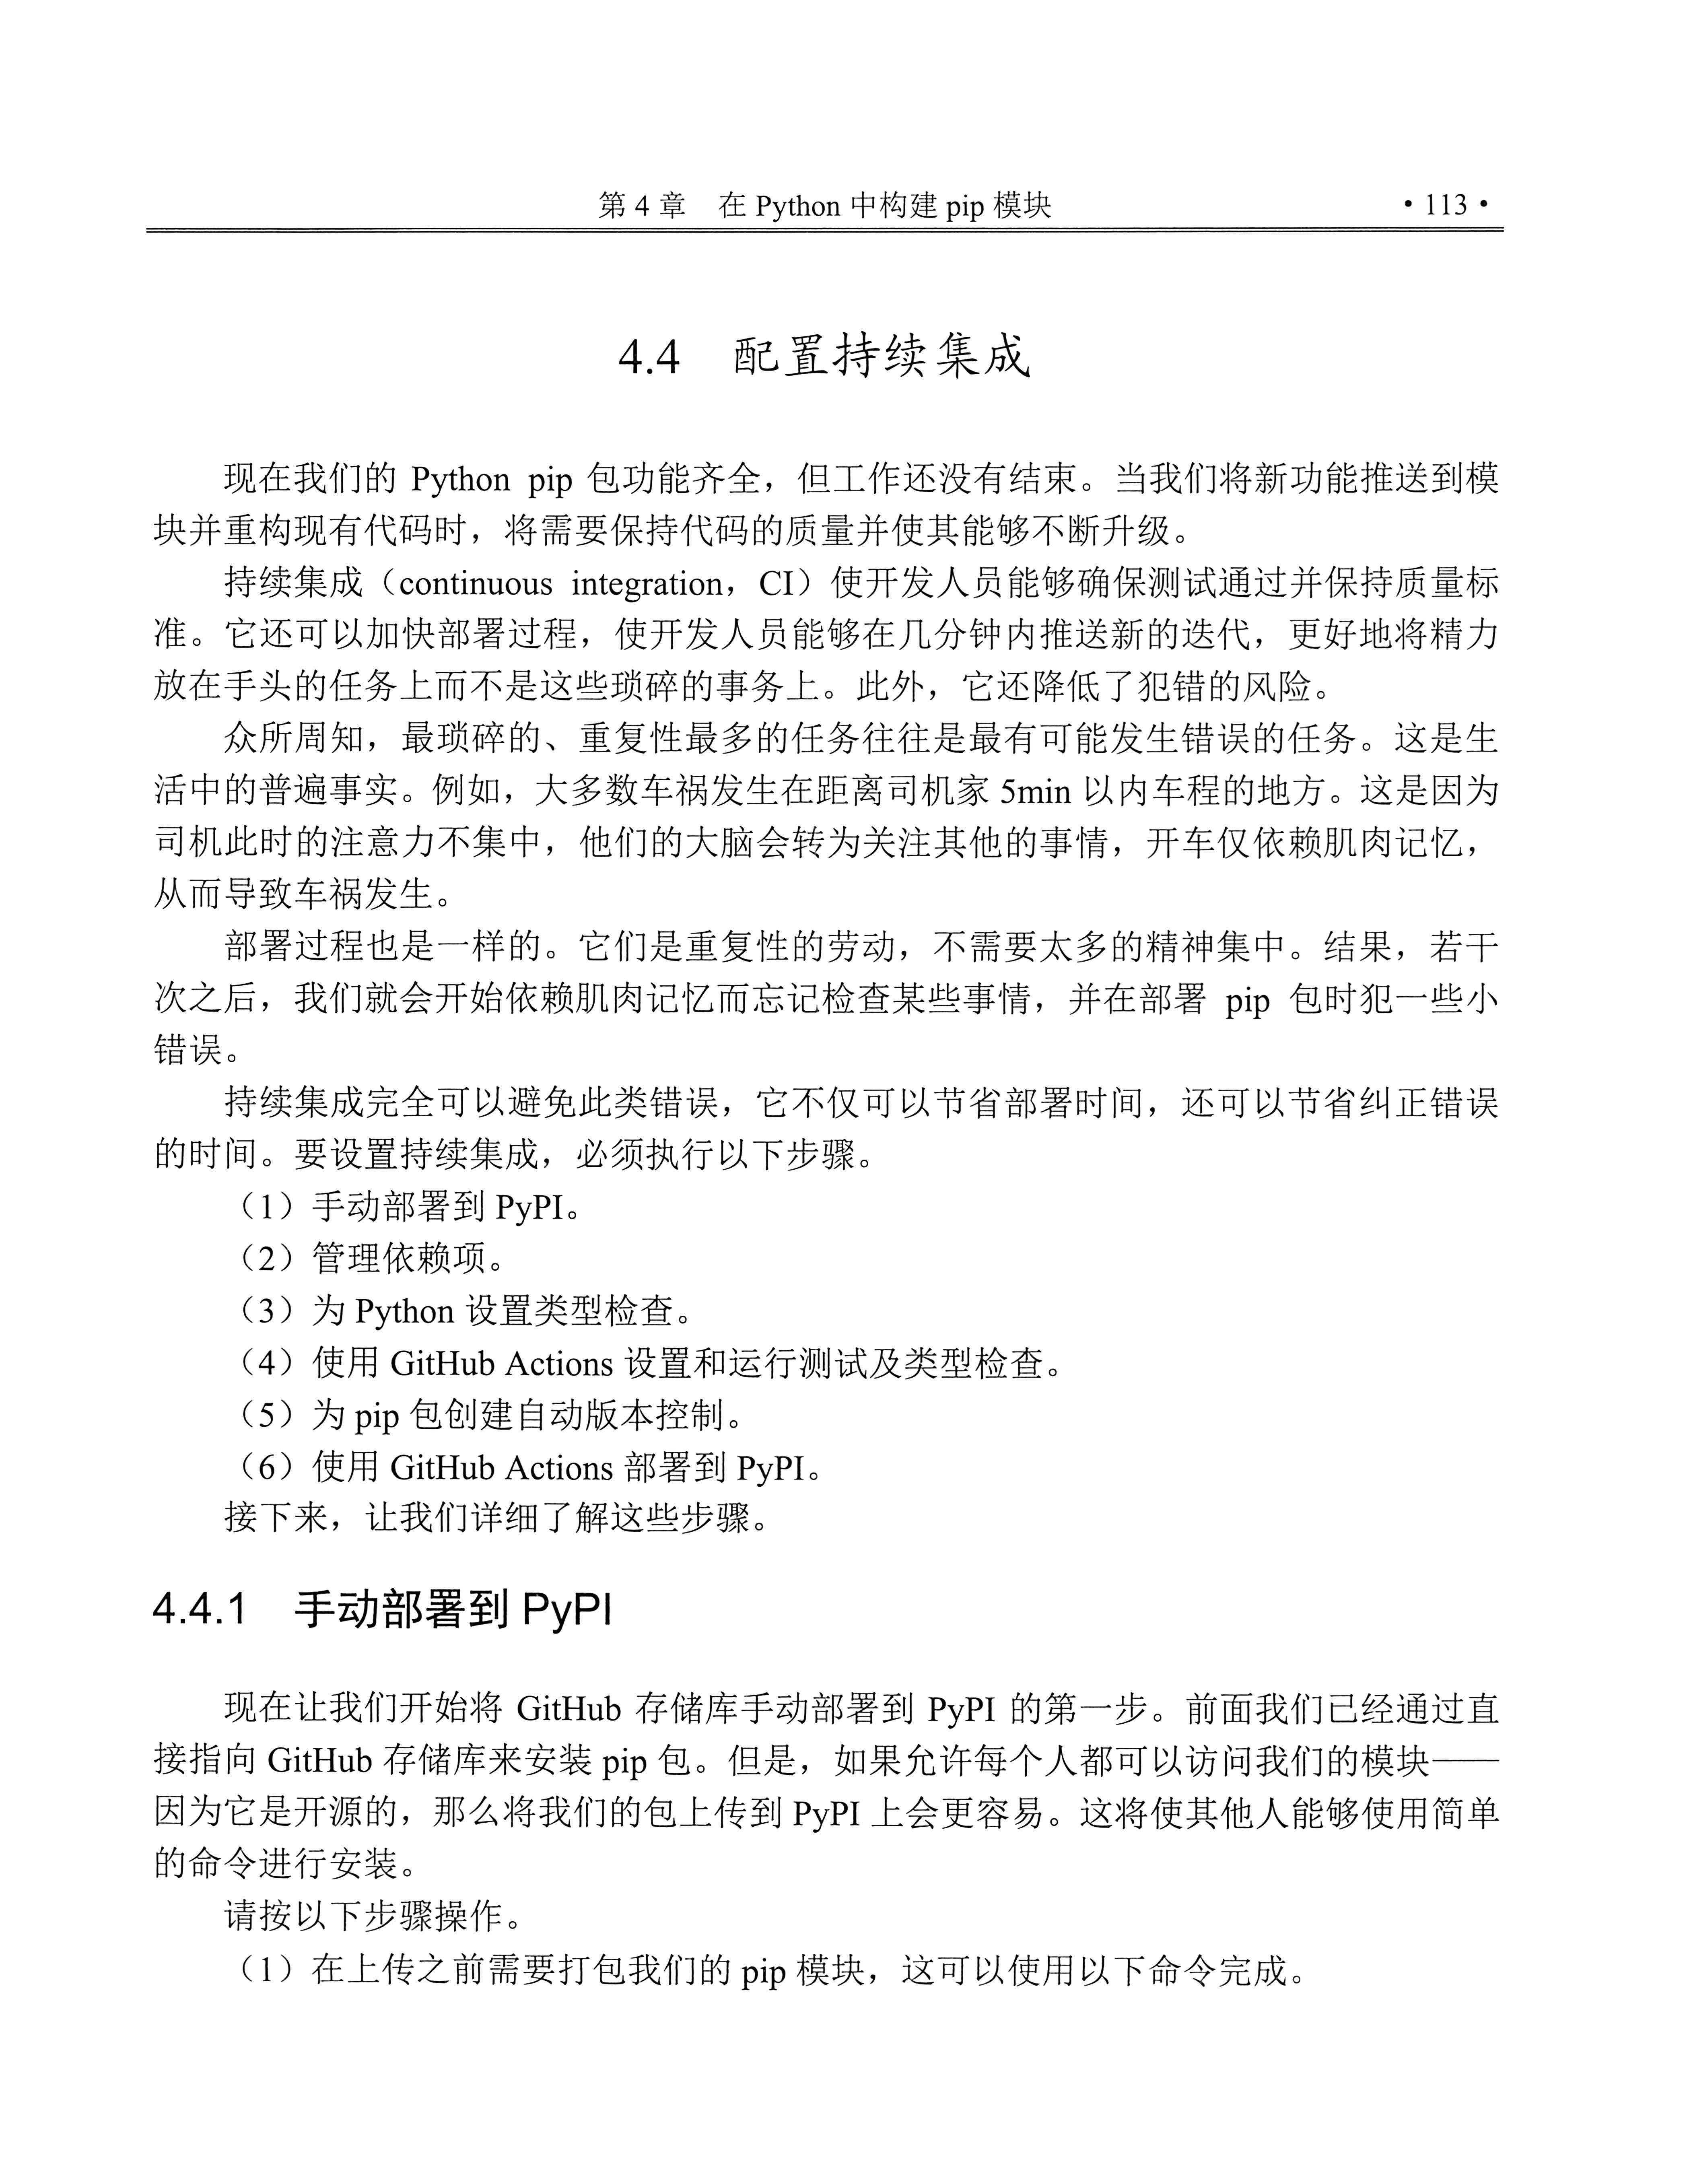 第 4 章 在 Python 中构建 pip 模块 • 113 •
4.4 配置持续集成
现在我们的 Python pip 包功能齐全，但工作还没有结束。当我们将新功能推送到模
块并重构现有代码时，将需要保持代码的质量并使其能够不断升级。
持续集成（continuous integration，CI）使开发人员能够确保测试通过并保持质量标
准。它还可以加快部署过程，使开发人员能够在几分钟内推送新的迭代，更好地将精力
放在手头的任务上而不是这些琐碎的事务上。此外，它还降低了犯错的风险。
众所周知，最琐碎的、重复性最多的任务往往是最有可能发生错误的任务。这是生
活中的普遍事实。例如，大多数车祸发生在距离司机家 5min 以内车程的地方。这是因为
司机此时的注意力不集中，他们的大脑会转为关注其他的事情，开车仅依赖肌肉记忆，
从而导致车祸发生。
部署过程也是一样的。它们是重复性的劳动，不需要太多的精神集中。结果，若干
次之后，我们就会开始依赖肌肉记忆而忘记检查某些事情，并在部署 pip 包时犯一些小
错误。
持续集成完全可以避免此类错误，它不仅可以节省部署时间，还可以节省纠正错误
的时间。要设置持续集成，必须执行以下步骤。
（1）手动部署到 PyPI。
（2）管理依赖项。
（3）为 Python 设置类型检查。
（4）使用 GitHub Actions 设置和运行测试及类型检查。
（5）为 pip 包创建自动版本控制。
（6）使用 GitHub Actions 部署到 PyPI。
接下来，让我们详细了解这些步骤。
4.4.1 手动部署到 PyPI
现在让我们开始将 GitHub 存储库手动部署到 PyPI 的第一步。前面我们已经通过直
接指向 GitHub 存储库来安装 pip 包。但是，如果允许每个人都可以访问我们的模块——
因为它是开源的，那么将我们的包上传到 PyPI 上会更容易。这将使其他人能够使用简单
的命令进行安装。
请按以下步骤操作。
（1）在上传之前需要打包我们的 pip 模块，这可以使用以下命令完成。